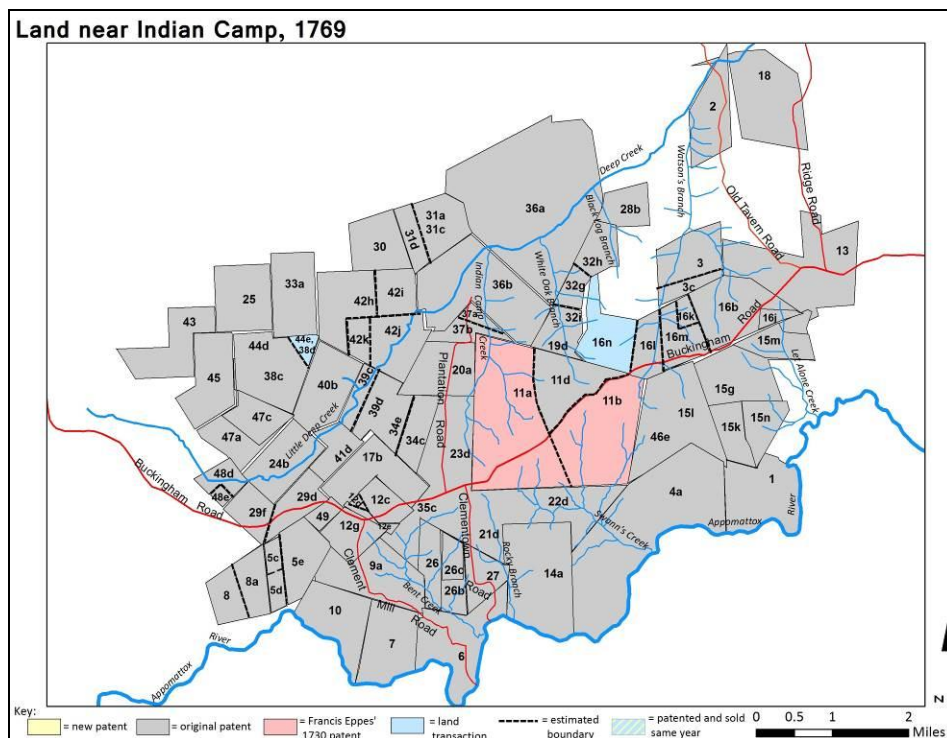 Land near Indian Camp, 1769
18
2
Deep Creek
Watson's Branch
Old Tavern Road
Ridge Road
36a
28b
Black Log Branch
31a
31c
31d
30
13
3
3c
32h
32g
32i
White Oak Branch
Indian Camp
Creek
36b
33a
25
42h
42i
42k
42j
43
37a
37b
16b
16k
16j
16m
16l
16n
15m
Buckingham
Road
19d
44d
44e,
38d
38c
45
40b
39c
39d
20a
Plantation
Road
11a
11d
11b
Let Alone Creek
15g
15l
15k
15n
47c
47a
34e
34c
46e
Little Deep Creek
41d
17b
23d
24b
48d
48e
Buckingham Road
29f
29d
12c
12g
12e
49
35c
Clementown
Road
22d
4a
1
River
Appomattox
Swann's Creek
21d
Rocky Branch
14a
5c
5e
5d
8a
8
9a
Clement
Mill
Road
26
26c
26b
27
Bent Creek
10
7
6
River
Appomattox
Z
Key:
= new patent
= original patent
= Francis Eppes'
1730 patent
= land
transaction
= estimated
boundary
= patented and sold
same year
0 0.5 1 2
Miles